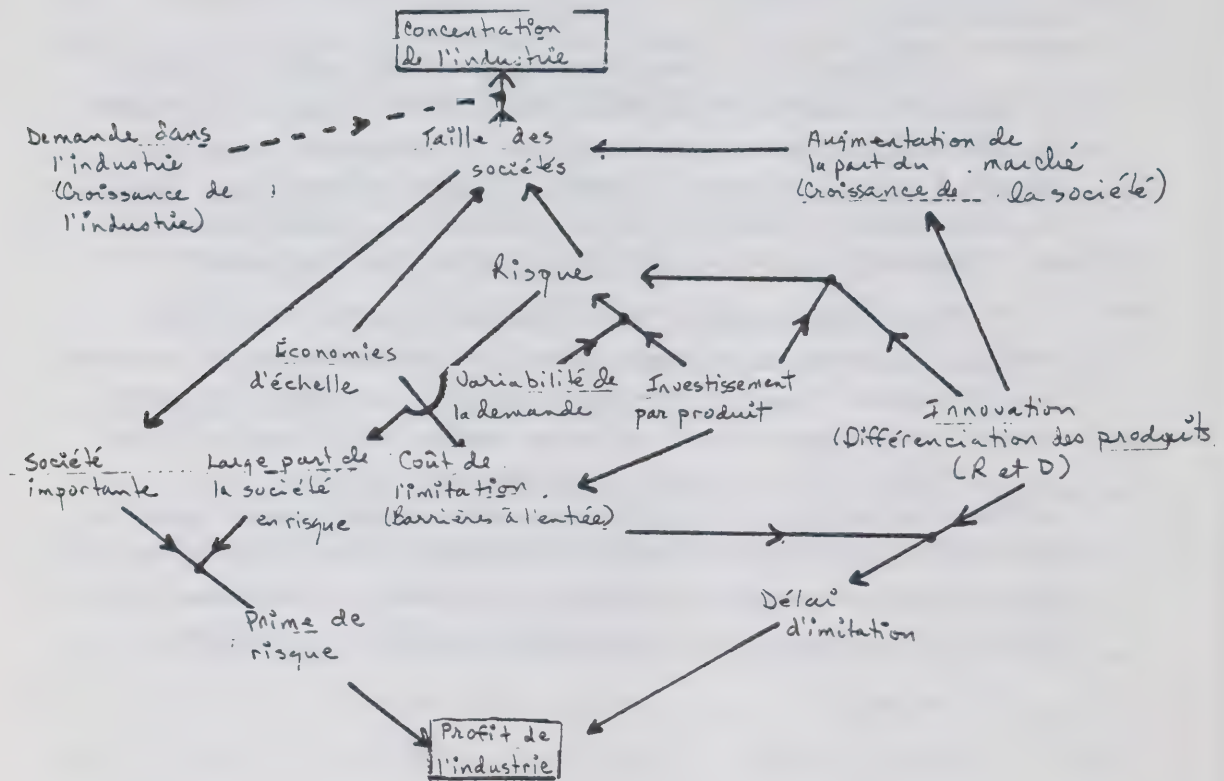 Concentration
de l'industrie
Demande dans
l'industrie
(Croissance de
l'industrie)
Taille des
sociétés
Augmentation de
la part du marché
(Croissance de la société)
Risque
Économies
d'échelle
Variabilité de
la demande
Investissement
par produit
Innovation
(Différenciation des produits)
(R et D)
Société
importante
Large part de
la société
en risque
Coût de
l'imitation
(Barrières à l'entrée)
Prime de
risque
Délai
d'imitation
Profit de
l'industrie